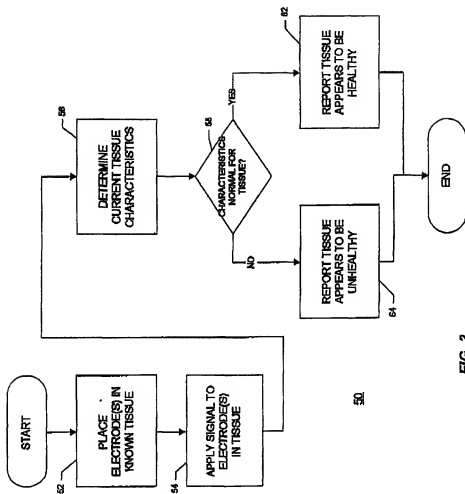 START
PLACE
ELECTRODE(S) IN
KNOWN TISSUE
52
APPLY SIGNAL TO
ELECTRODE(S)
IN TISSUE
54
DETERMINE
CURRENT TISSUE
CHARACTERISTICS
56
CHARACTERISTICS
NORMAL FOR
TISSUE?
58
YES
NO
REPORT TISSUE
APPEARS TO BE
HEALTHY
62
REPORT TISSUE
APPEARS TO BE
UNHEALTHY
64
END
50